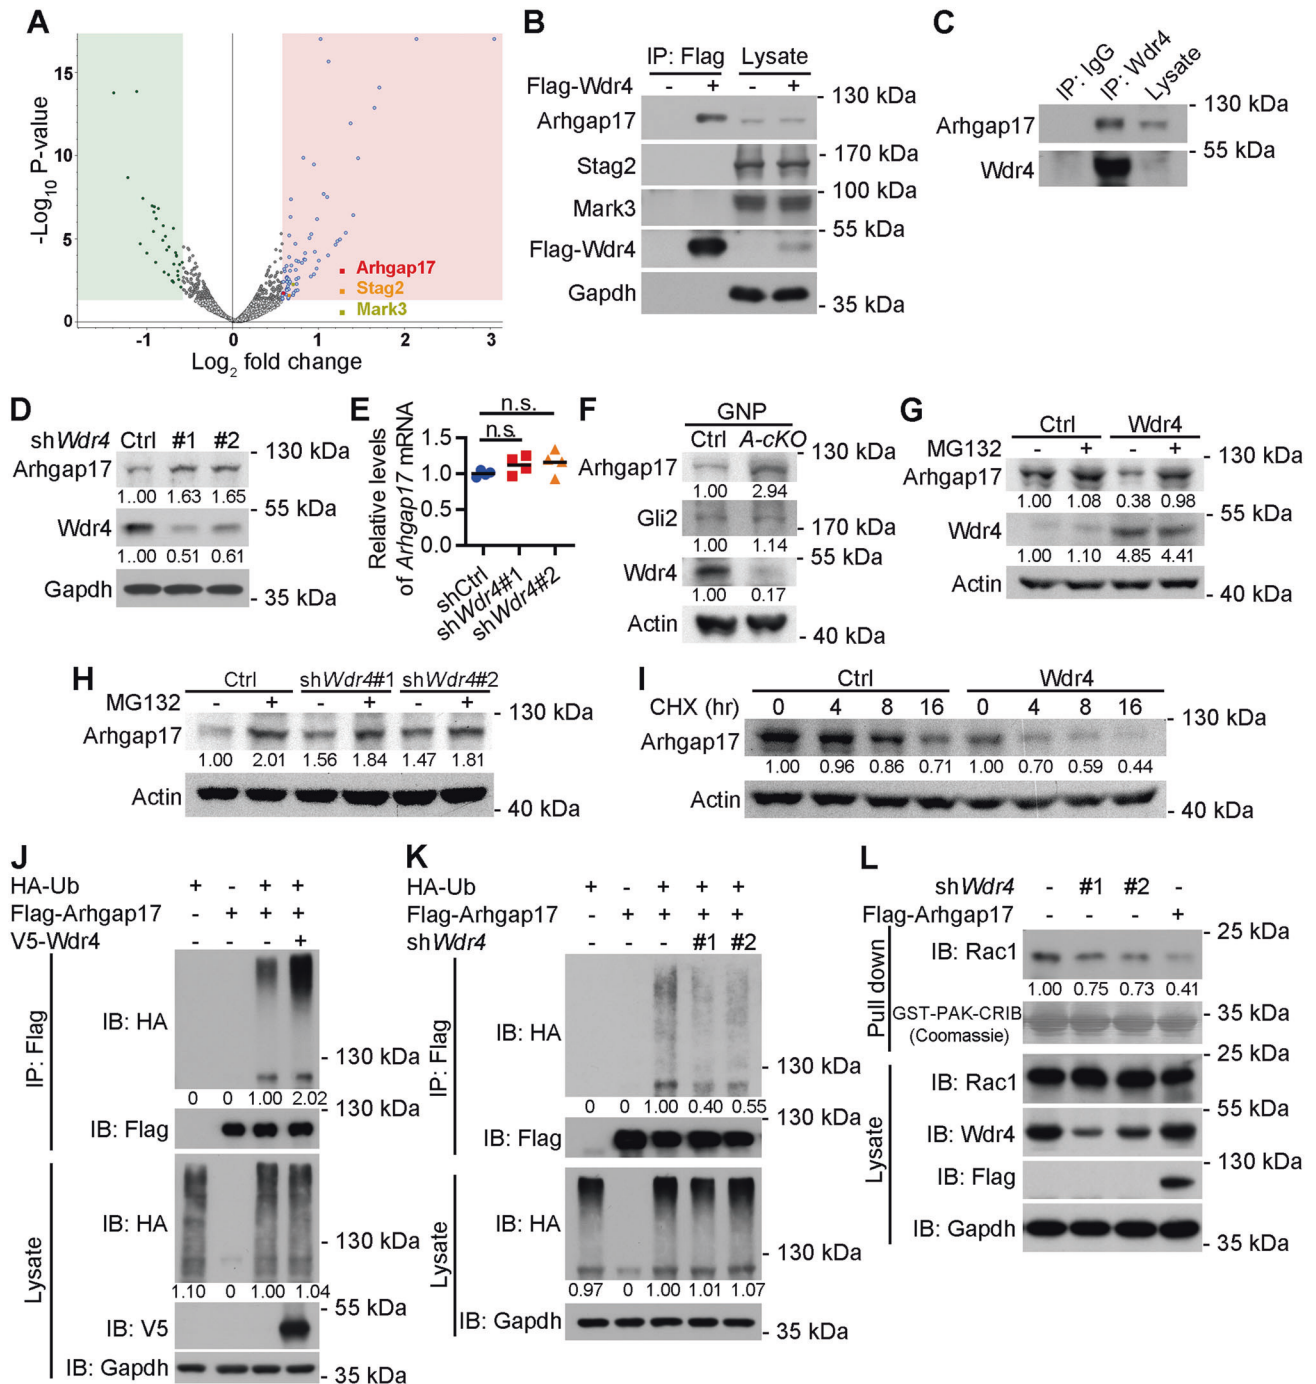 A
15
10
5
0
-Log10 P-value
-1
0
1
2
3
Log2 fold change
Arhgap17
Stag2
Mark3
B
IP: Flag Lysate
Flag-Wdr4 - + - +
- 130 kDa
Arhgap17
- 170 kDa
Stag2
- 100 kDa
Mark3
- 55 kDa
Flag-Wdr4
Gapdh
- 35 kDa
C
IP: IgG
IP: Wdr4
Lysate
- 130 kDa
Arhgap17
- 55 kDa
Wdr4
D
shWdr4 Ctrl #1 #2
- 130 kDa
Arhgap17
1..00 1.63 1.65
- 55 kDa
Wdr4
1..00 0.51 0.61
Gapdh
- 35 kDa
E
n.s.
n.s.
1.5
1.0
0.5
0.0
Relative levels
of Arhgap17 mRNA
shCtrl
shWdr4#1
shWdr4#2
F
GNP
Ctrl A-cKO
- 130 kDa
Arhgap17
1.00 2.94
Gli2
- 170 kDa
1.00 1.14
- 55 kDa
Wdr4
1.00 0.17
Actin
- 40 kDa
G
Ctrl Wdr4
MG132 - + - +
- 130 kDa
Arhgap17
1.00 1.08 0.38 0.98
- 55 kDa
Wdr4
1.00 1.10 4.85 4.41
Actin
- 40 kDa
H
Ctrl shWdr4#1 shWdr4#2
MG132 - + - + - +
- 130 kDa
Arhgap17
1.00 2.01 1.56 1.84 1.47 1.81
Actin
- 40 kDa
I
Ctrl Wdr4
CHX (hr) 0 4 8 16 0 4 8 16
- 130 kDa
Arhgap17
1.00 0.96 0.86 0.71 1.00 0.70 0.59 0.44
Actin
- 40 kDa
J
HA-Ub + - + +
Flag-Arhgap17 - + + +
V5-Wdr4 - - - +
IP: Flag
IB: HA
- 130 kDa
0 0 1.00 2.02
- 130 kDa
IB: Flag
Lysate
IB: HA
- 130 kDa
1.10 0 1.00 1.04
- 55 kDa
IB: V5
IB: Gapdh
- 35 kDa
K
HA-Ub + - + + +
Flag-Arhgap17 - + + + +
shWdr4 - - - #1 #2
IP: Flag
IB: HA
- 130 kDa
0 0 1.00 0.40 0.55
- 130 kDa
IB: Flag
Lysate
IB: HA
- 130 kDa
0.97 0 1.00 1.01 1.07
IB: Gapdh
- 35 kDa
L
shWdr4 - #1 #2 -
Flag-Arhgap17 - - - +
- 25 kDa
Pull down
IB: Rac1
1.00 0.75 0.73 0.41
GST-PAK-CRIB
(Coomassie)
- 35 kDa
- 25 kDa
Lysate
IB: Rac1
- 55 kDa
IB: Wdr4
- 130 kDa
IB: Flag
IB: Gapdh
- 35 kDa